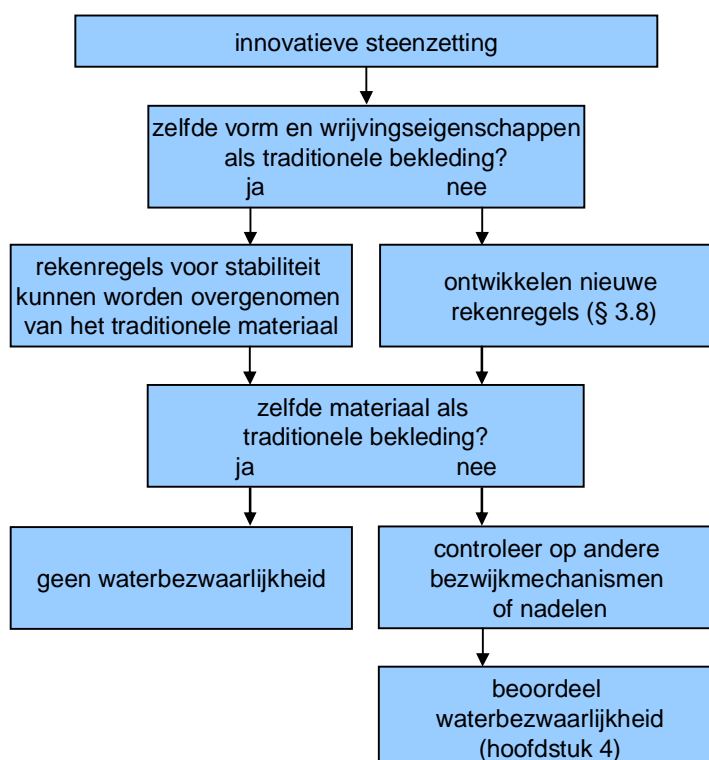 innovatieve steenzetting
zelfde vorm en wrijvingseigenschappen
als traditionele bekleding?
ja nee
rekenregels voor stabiliteit
kunnen worden overgenomen
van het traditionele materiaal
ontwikkelen nieuwe
rekenregels (§ 3.8)
zelfde materiaal als
traditionele bekleding?
ja nee
geen waterbezwaarlijkheid
controleer op andere
bezwijkmechanismen
of nadelen
beoordeel
waterbezwaarlijkheid
(hoofdstuk 4)